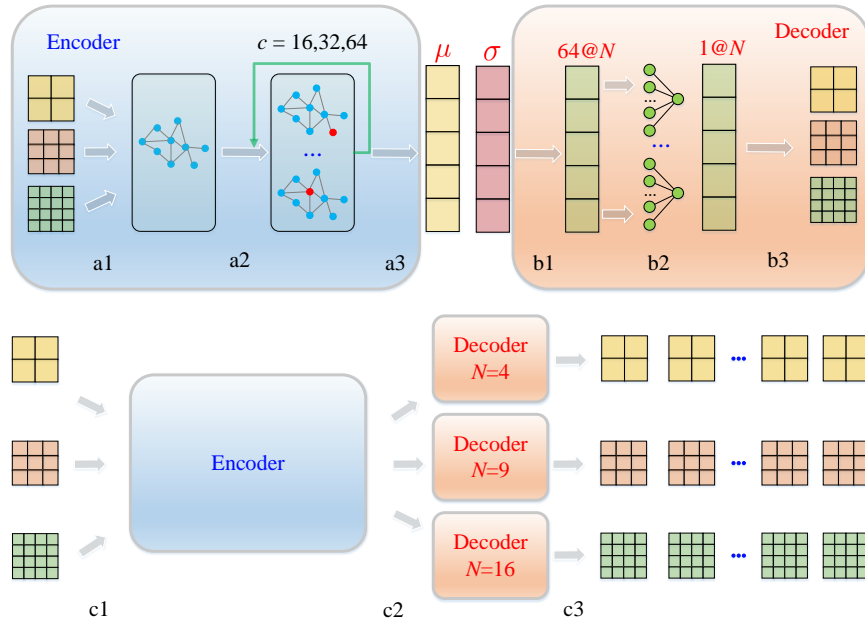 Encoder
c = 16,32,64
μ
σ
64@N
1@N
Decoder
...
...
...
...
...
a1
a2
a3
b1
b2
b3
Decoder
N=4
...
Encoder
Decoder
N=9
...
Decoder
N=16
...
c1
c2
c3